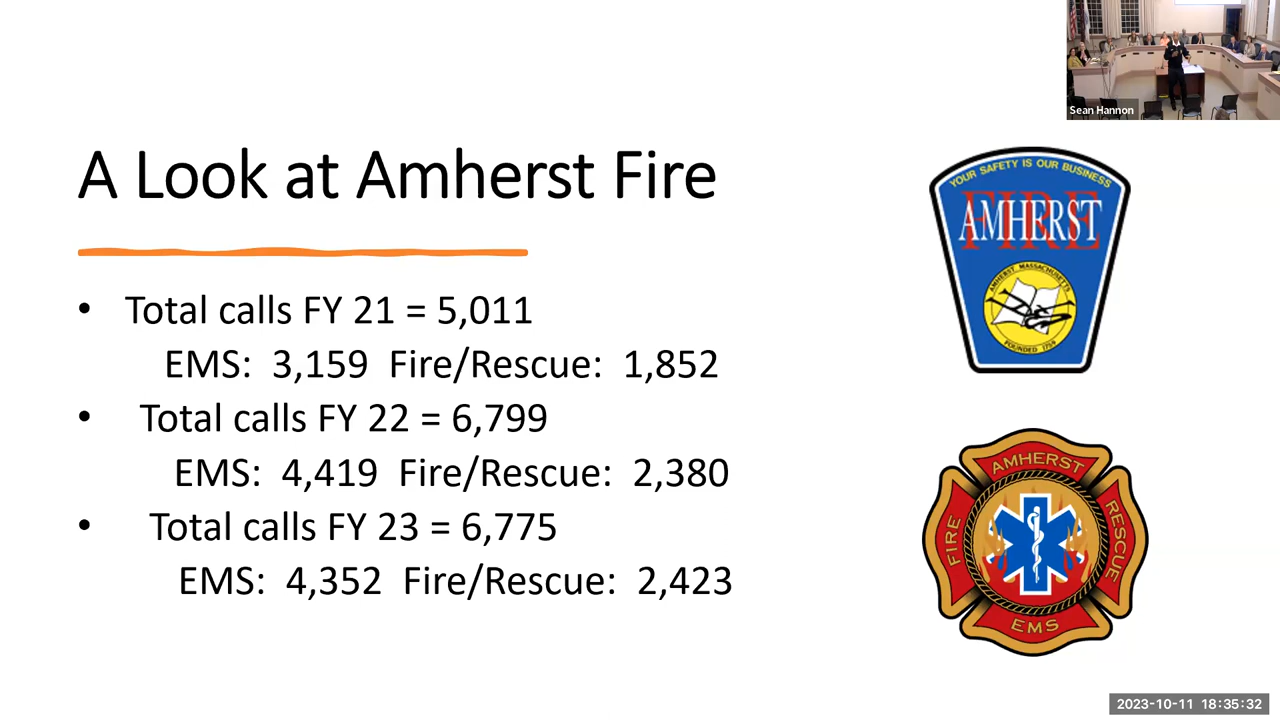 Sean Hannon
A Look at Amherst Fire
• Total calls FY 21 = 5,011
EMS: 3,159 Fire/Rescue: 1,852
• Total calls FY 22 = 6,799
EMS: 4,419 Fire/Rescue: 2,380
• Total calls FY 23 = 6,775
EMS: 4,352 Fire/Rescue: 2,423
YOUR SAFETY IS OUR BUSINESS
FIRE
AMHERST
AMHERST MASSACHUSETTS
FOUNDED 1759
AMHERST
FIRE
RESCUE
EMS
2023-10-11 18:35:32